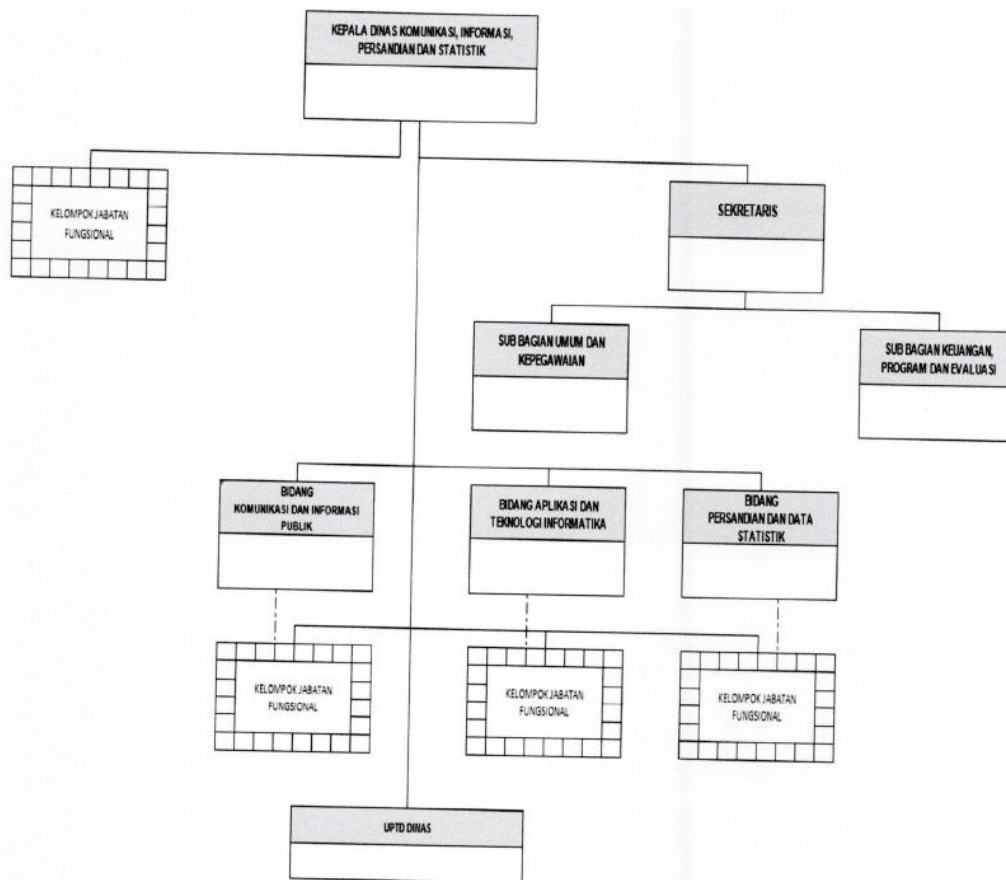 KEPALA DINAS KOMUNIKASI, INFORMASI,
PERSANDIAN DAN STATISTIK
KELOMPOK JABATAN
FUNGSIONAL
SEKRETARIS
SUB BAGIAN UMUM DAN
KEPEGAWAIAN
SUB BAGIAN KEUANGAN,
PROGRAM DAN EVALUASI
BIDANG
KOMUNIKASI DAN INFORMASI
PUBLIK
BIDANG APLIKASI DAN
TEKNOLOGI INFORMATIKA
BIDANG
PERSANDIAN DAN DATA
STATISTIK
KELOMPOK JABATAN
FUNGSIONAL
KELOMPOK JABATAN
FUNGSIONAL
KELOMPOK JABATAN
FUNGSIONAL
UPTD DINAS